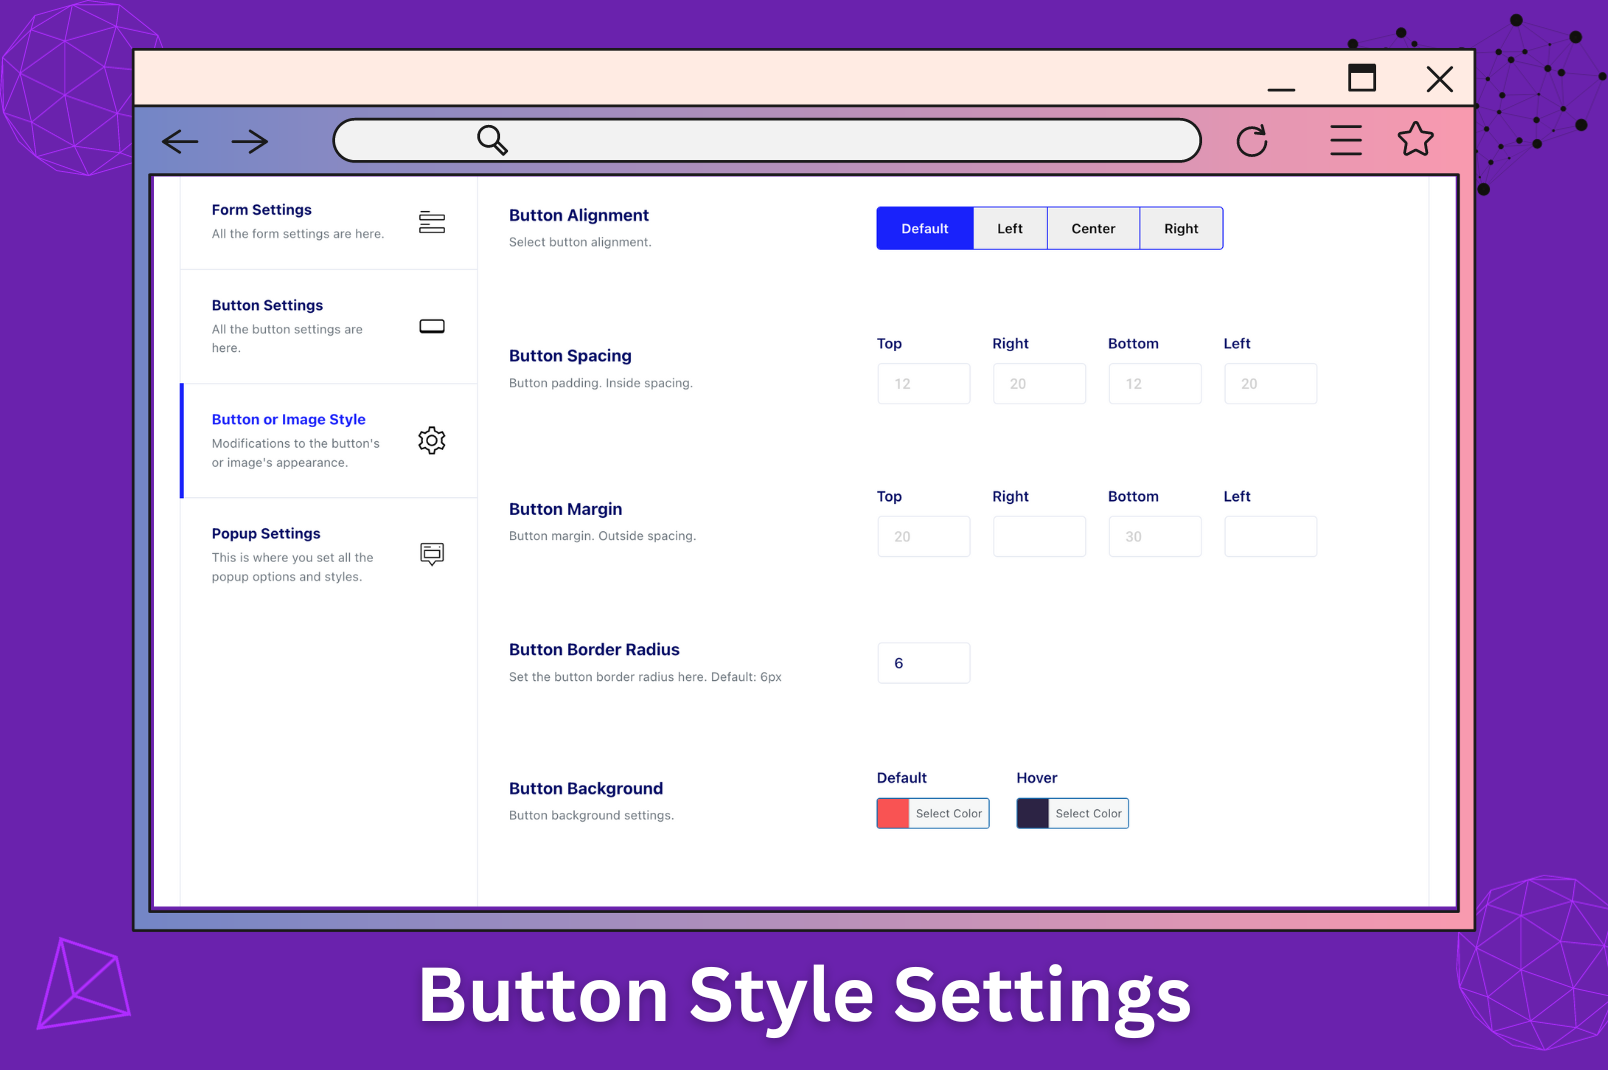 Form Settings
All the form settings are here.
Button Settings
All the button settings are
here.
Button or Image Style
Modifications to the button's
or image's appearance.
Popup Settings
This is where you set all the
popup options and styles.
Button Alignment
Select button alignment.
Default Left Center Right
Button Spacing
Button padding. Inside spacing.
Top Right Bottom Left
12 20 12 20
Button Margin
Button margin. Outside spacing.
Top Right Bottom Left
20 30
Button Border Radius
Set the button border radius here. Default: 6px
6
Button Background
Button background settings.
Default Hover
Select Color Select Color
Button Style Settings